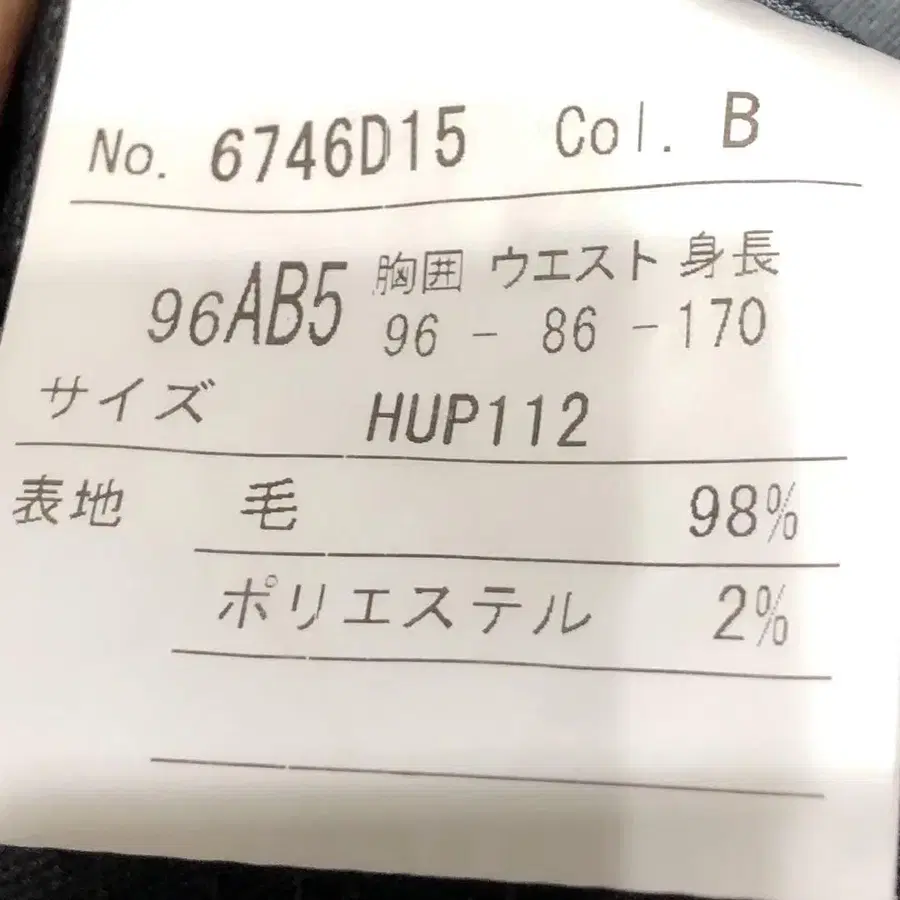 No. 6746D15 Col. B
胸囲 ウエスト 身長
96AB5 96 - 86 - 170
サイズ HUP112
表地 毛 98%
ポリエステル 2%